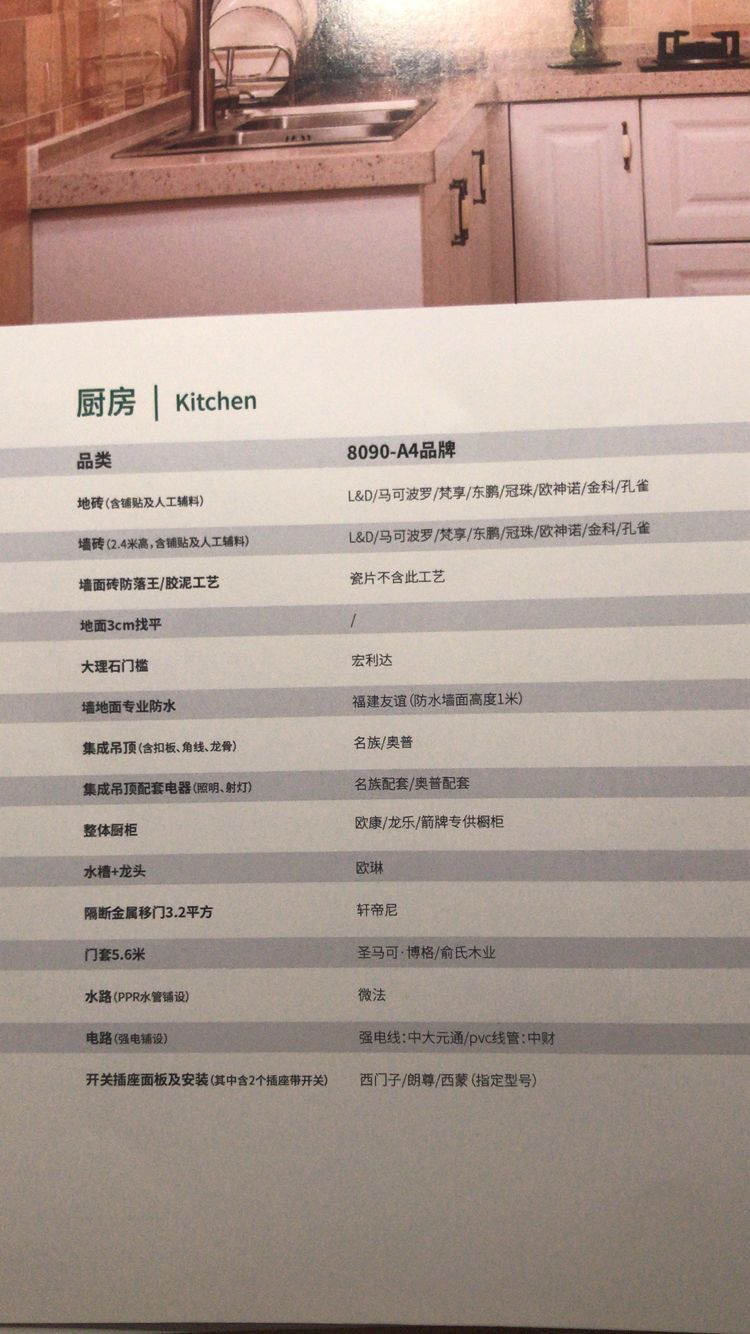 厨房 | Kitchen
品类 8090-A4品牌
地砖(含铺贴及人工辅料) L&D/马可波罗/梵享/东鹏/冠珠/欧神诺/金科/孔雀
墙砖(2.4米高,含铺贴及人工辅料) L&D/马可波罗/梵享/东鹏/冠珠/欧神诺/金科/孔雀
墙面砖防落王/胶泥工艺 瓷片不含此工艺
地面3cm找平 /
大理石门槛 宏利达
墙地面专业防水 福建友谊(防水墙面高度1米)
集成吊顶(含扣板、角线、龙骨) 名族/奥普
集成吊顶配套电器(照明、射灯) 名族配套/奥普配套
整体厨柜 欧康/龙乐/箭牌专供橱柜
水槽+龙头 欧琳
隔断金属移门3.2平方 轩帝尼
门套5.6米 圣马可·博格/俞氏木业
水路(PPR水管铺设) 微法
电路(强电铺设) 强电线:中大元通/pvc线管:中财
开关插座面板及安装(其中含2个插座带开关) 西门子/朗尊/西蒙(指定型号)